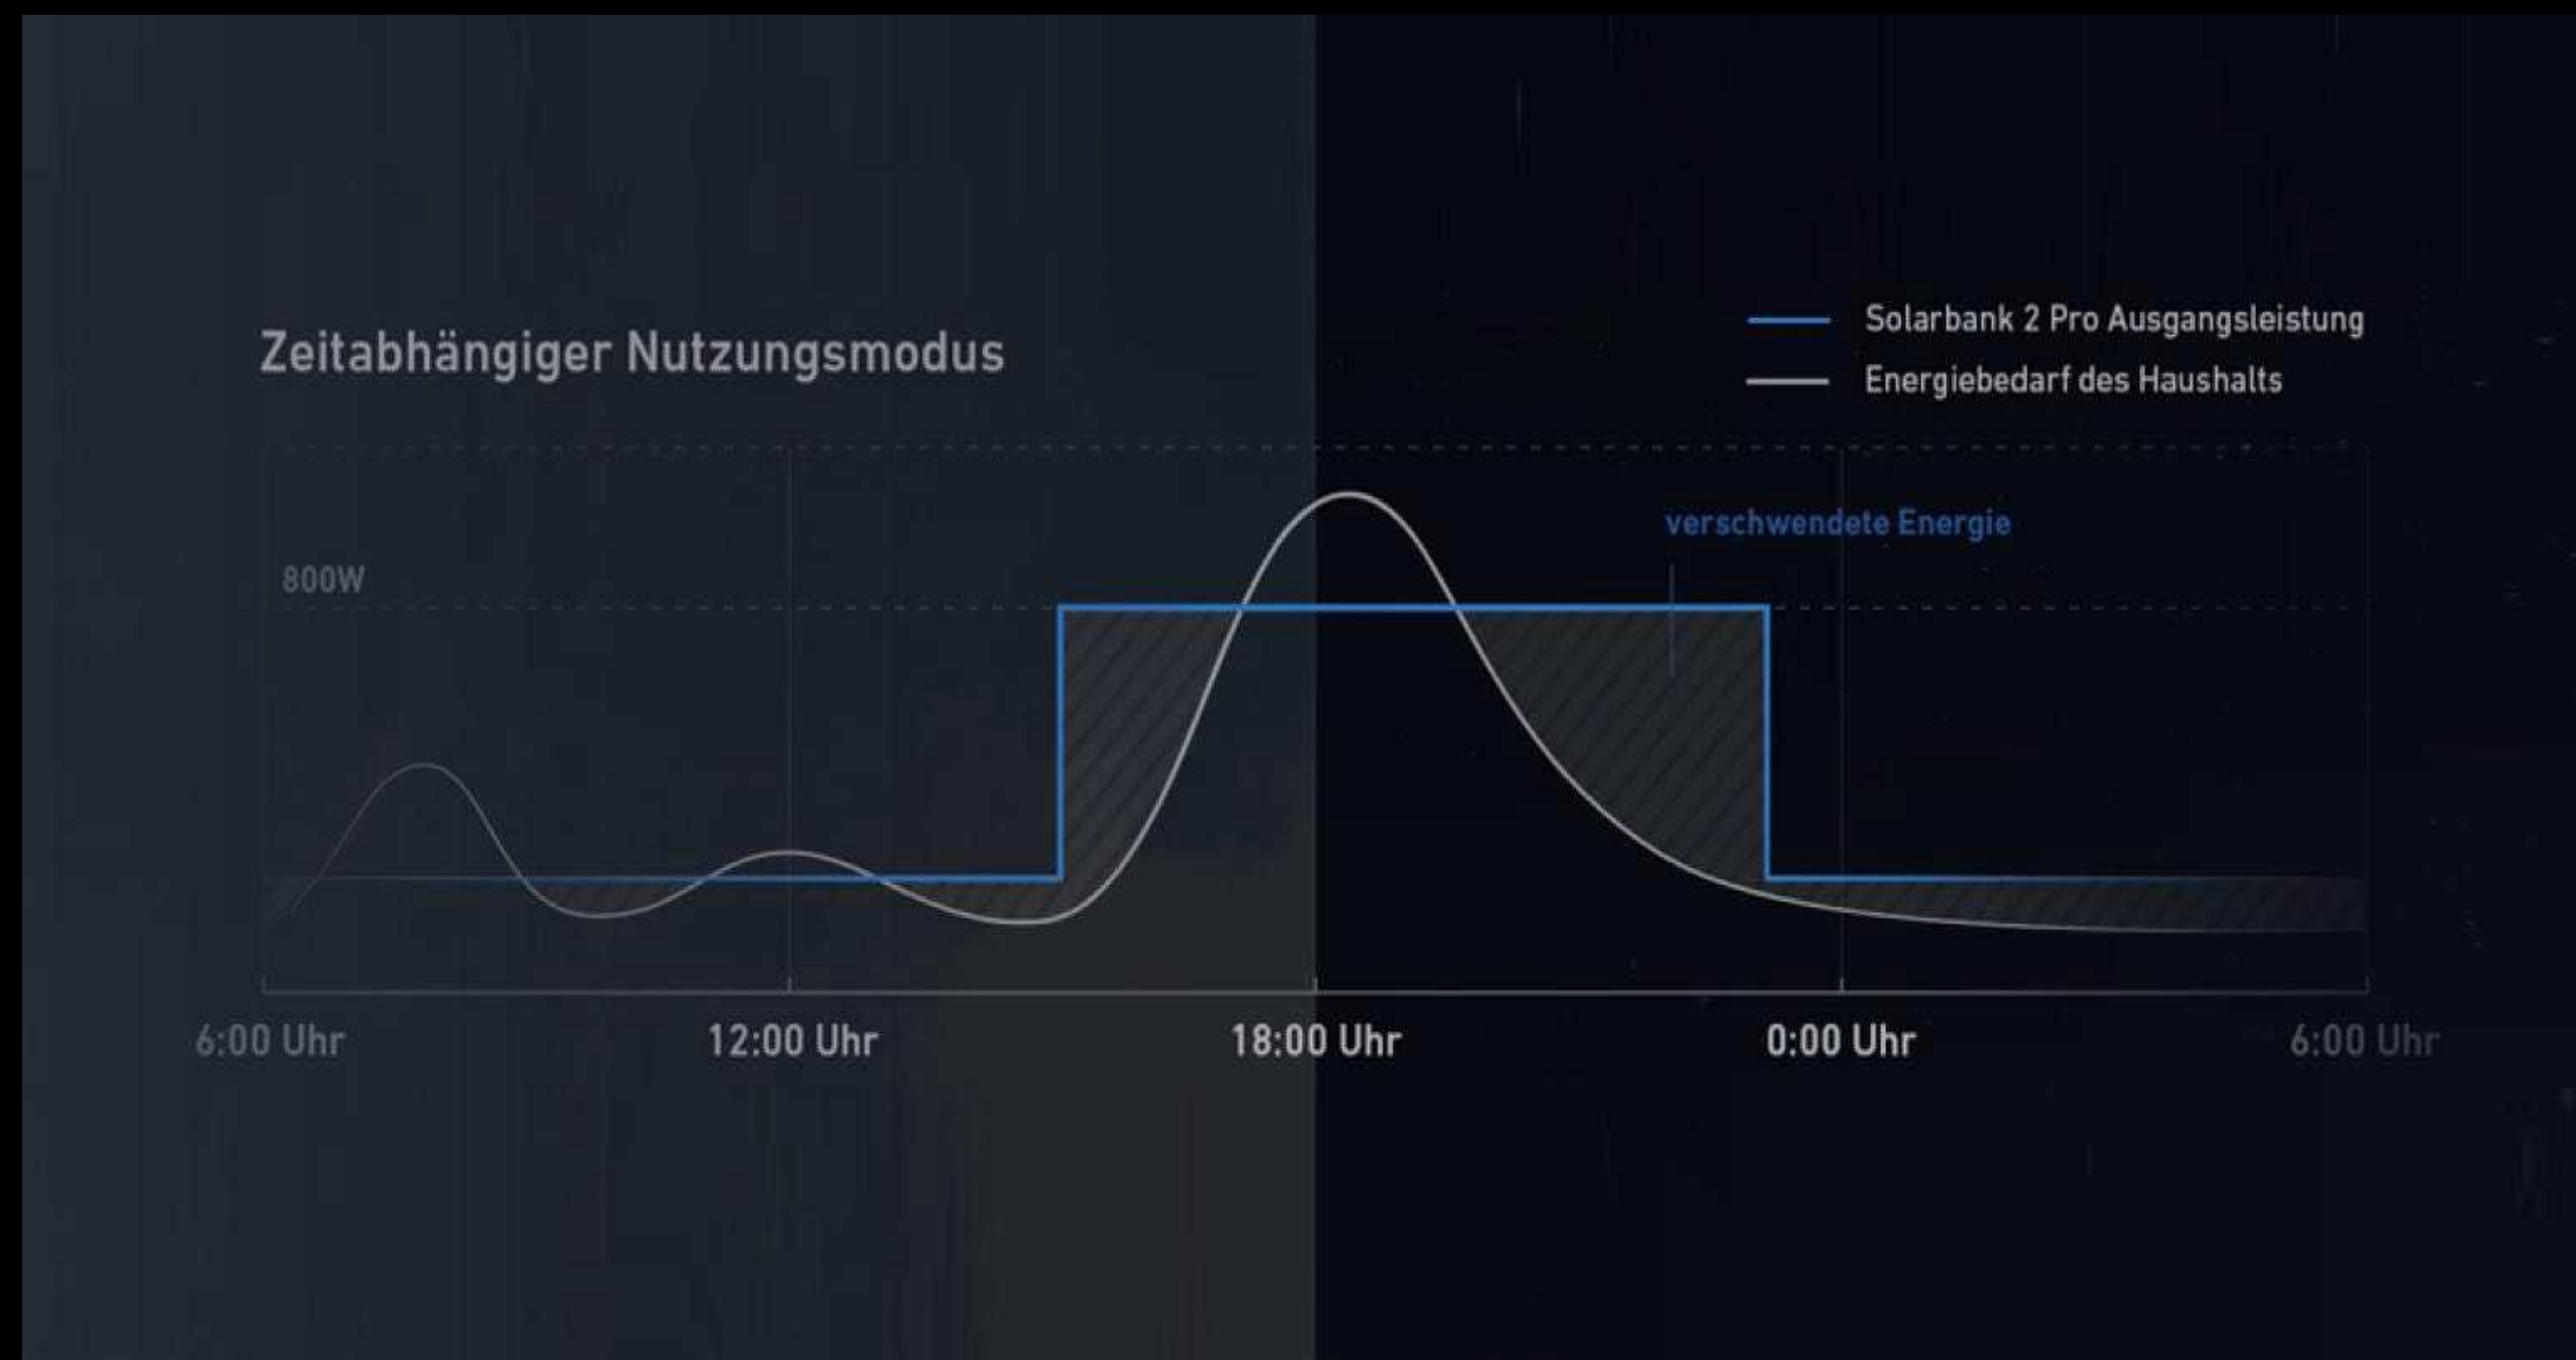 Zeitabhängiger Nutzungsmodus
Solarbank 2 Pro Ausgangsleistung
Energiebedarf des Haushalts
verschwendete Energie
800W
6:00 Uhr
12:00 Uhr
18:00 Uhr
0:00 Uhr
6:00 Uhr